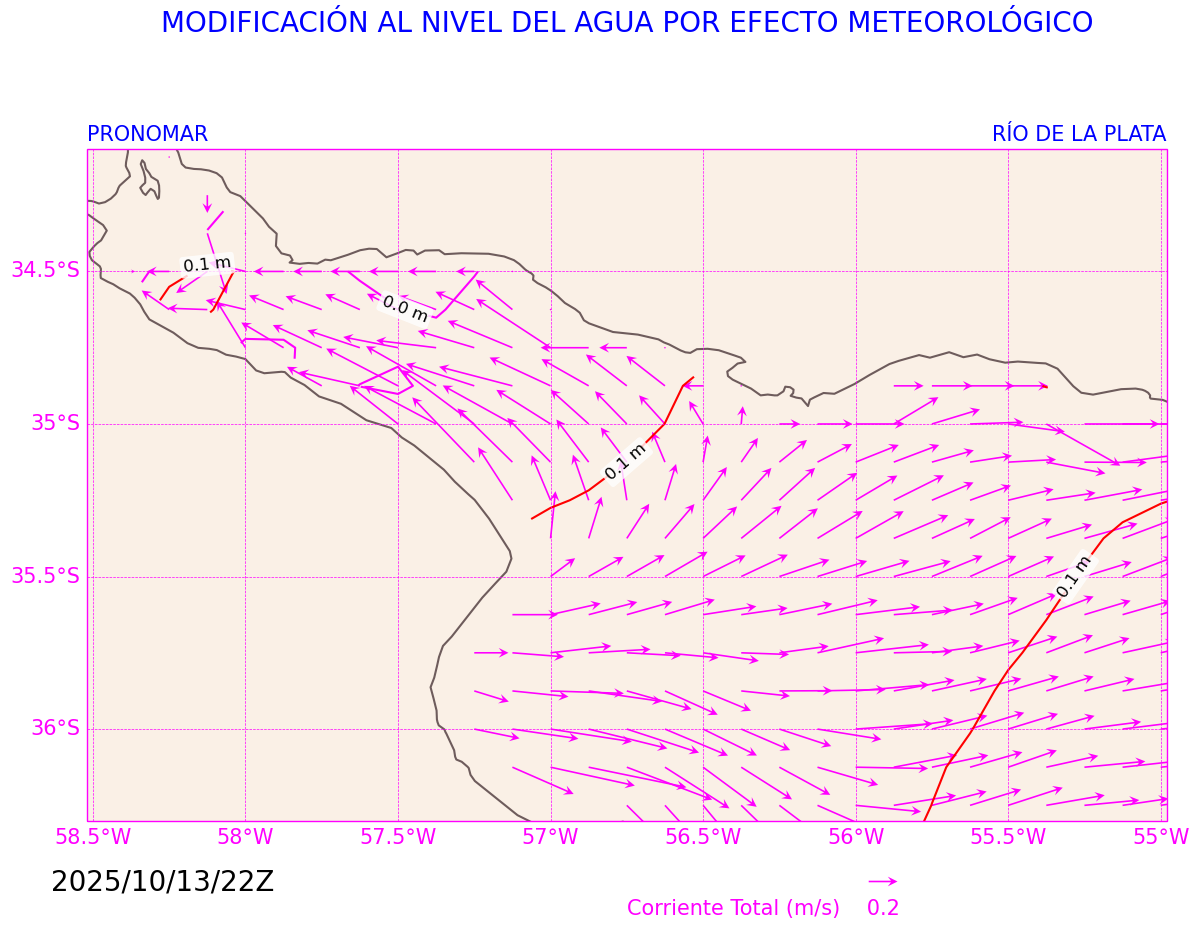 MODIFICACIÓN AL NIVEL DEL AGUA POR EFECTO METEOROLÓGICO
PRONOMAR
RÍO DE LA PLATA
34.5°S
35°S
35.5°S
36°S
0.1 m
0.0 m
0.1 m
0.1 m
58.5°W
58°W
57.5°W
57°W
56.5°W
56°W
55.5°W
55°W
2025/10/13/22Z
Corriente Total (m/s)
0.2